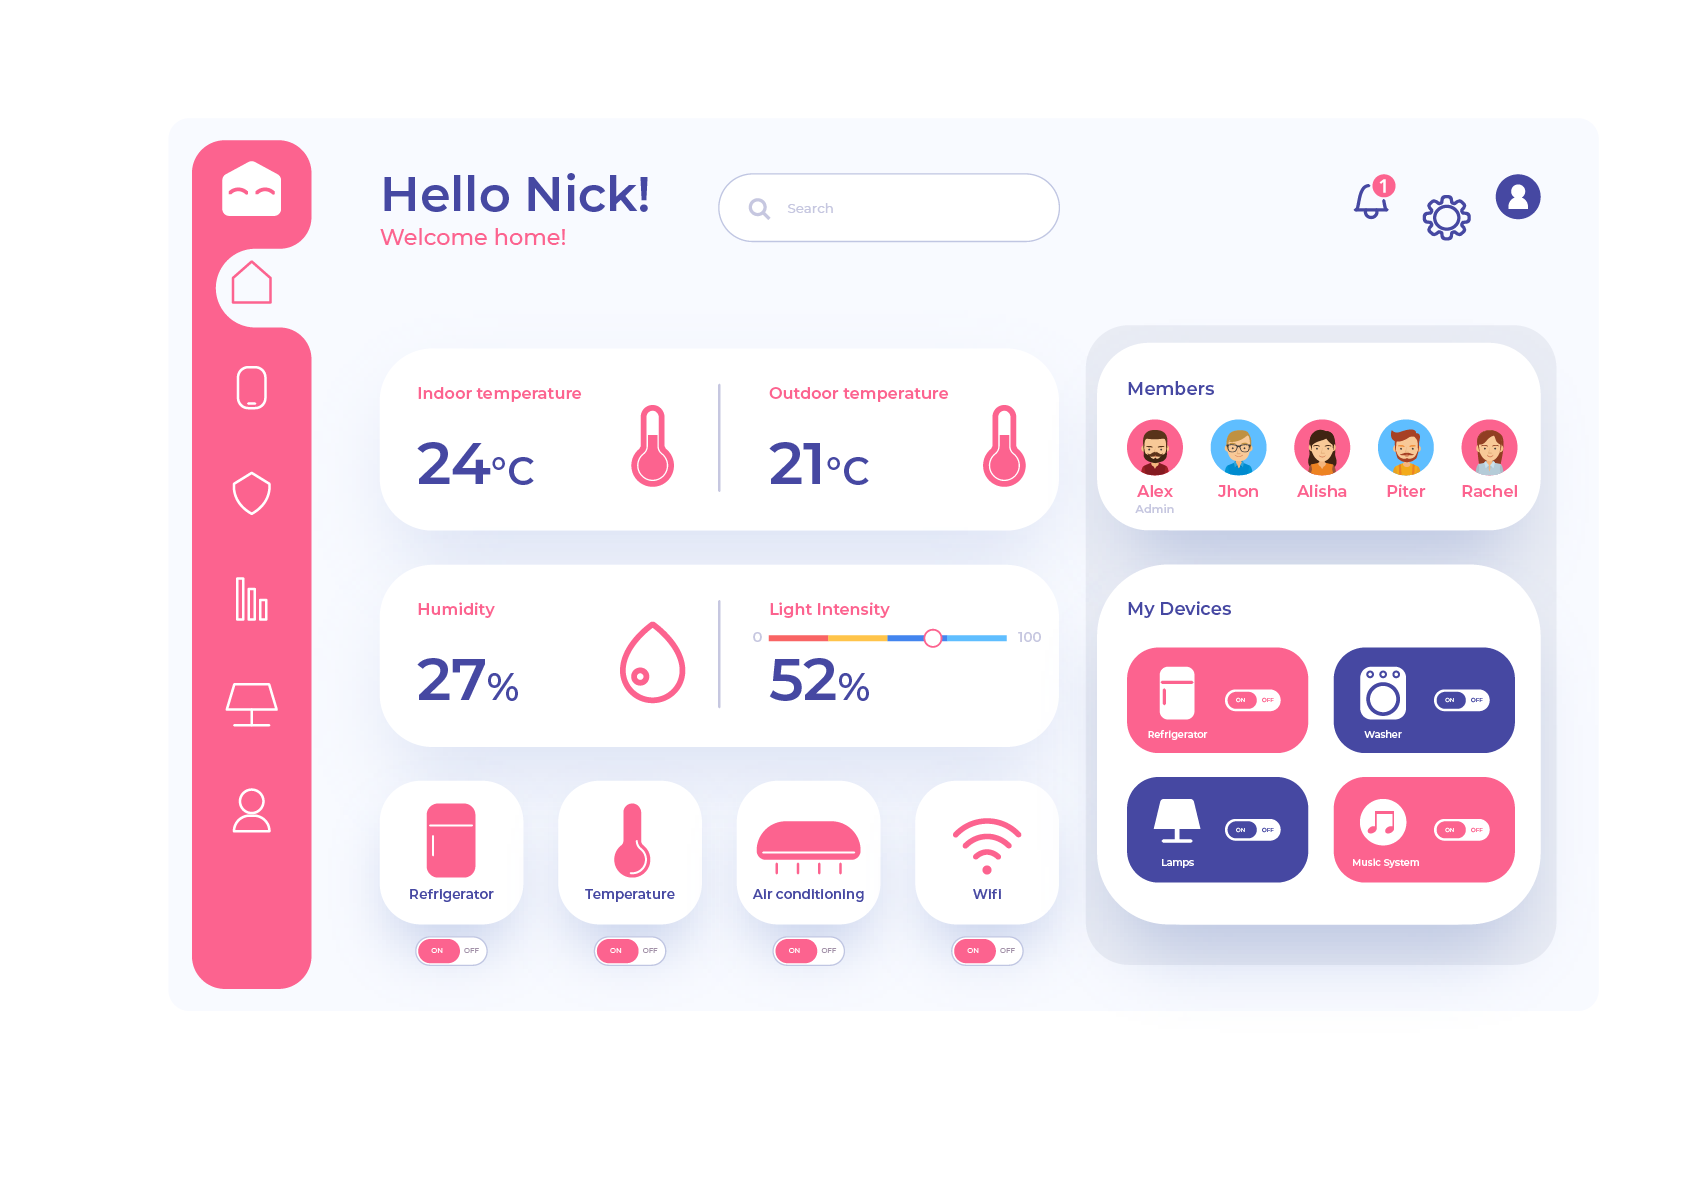 Hello Nick!
Welcome home!
Search
1
Indoor temperature
24°C
Outdoor temperature
21°C
Members
Alex
Admin
Jhon
Alisha
Piter
Rachel
Humidity
27%
Light Intensity
0
100
52%
My Devices
Refrigerator
ON OFF
Washer
ON OFF
Lamps
ON OFF
Music System
ON OFF
Refrigerator
ON OFF
Temperature
ON OFF
Air conditioning
ON OFF
Wifi
ON OFF